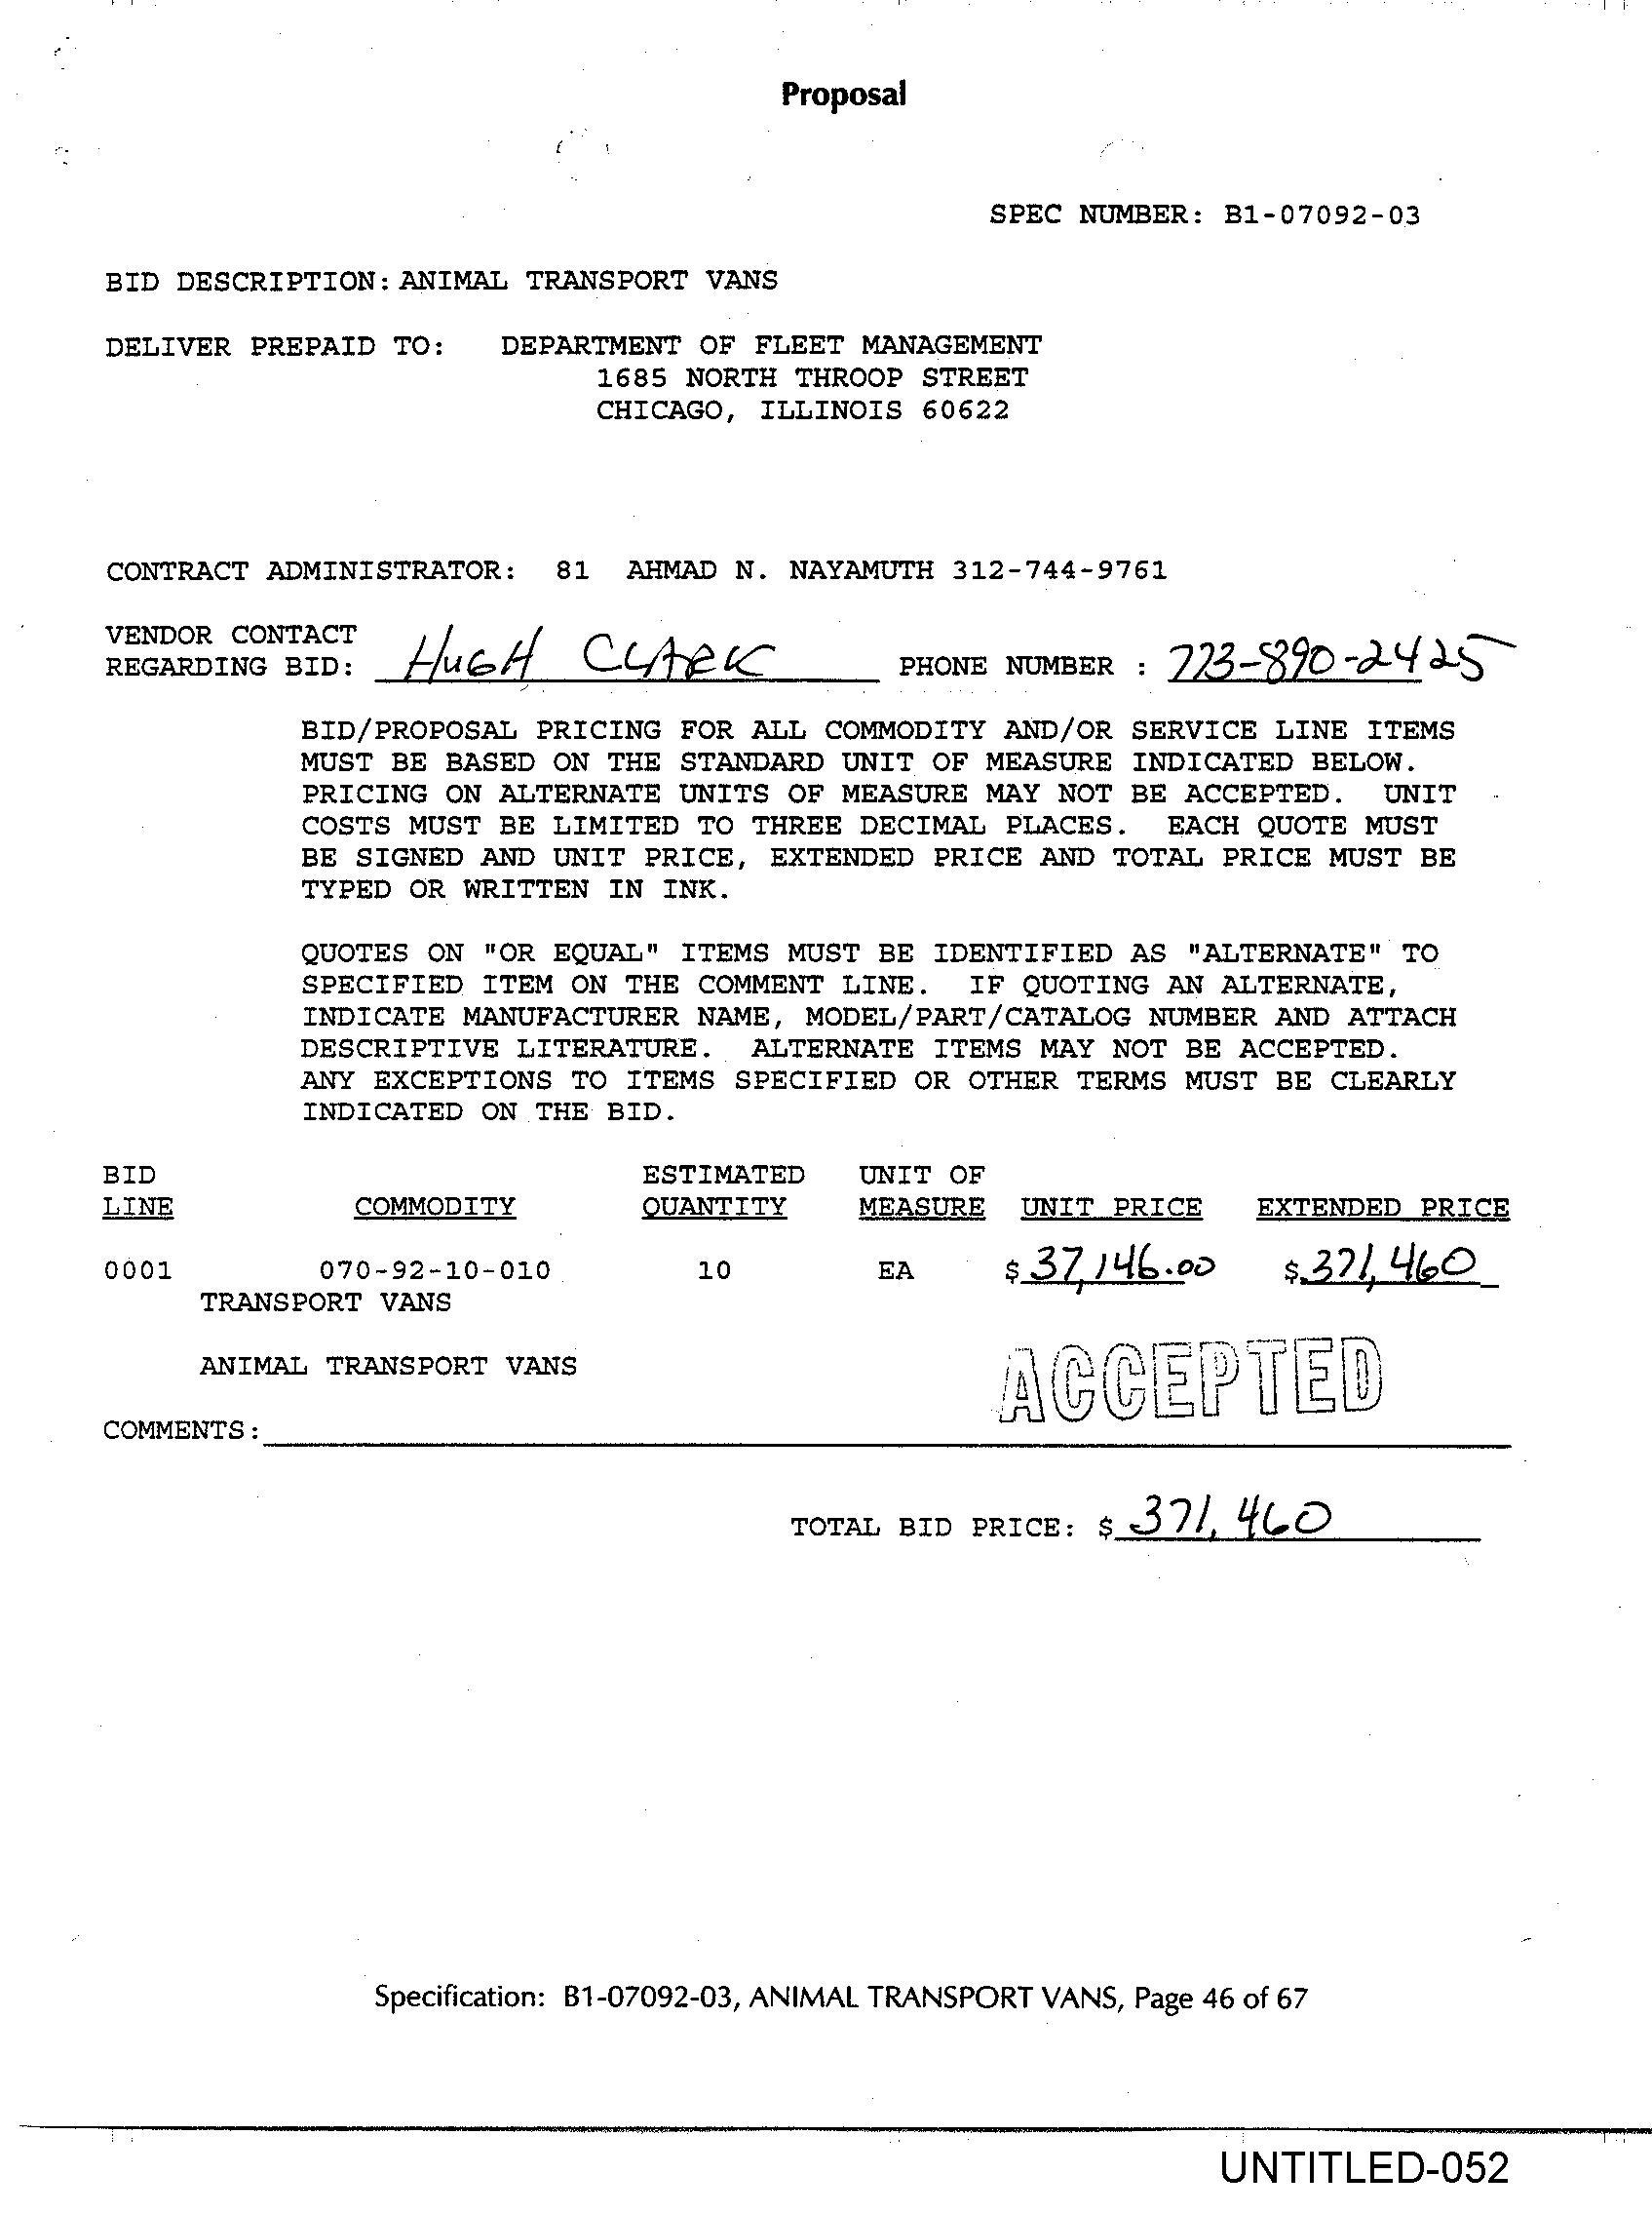 Proposal
SPEC NUMBER: B1-07092-03
BID DESCRIPTION: ANIMAL TRANSPORT VANS
DELIVER PREPAID TO: DEPARTMENT OF FLEET MANAGEMENT
1685 NORTH THROOP STREET
CHICAGO, ILLINOIS 60622
CONTRACT ADMINISTRATOR: 81 AHMAD N. NAYAMUTH 312-744-9761
VENDOR CONTACT
REGARDING BID: HUGH CLARK PHONE NUMBER : 773-890-2425
BID/PROPOSAL PRICING FOR ALL COMMODITY AND/OR SERVICE LINE ITEMS
MUST BE BASED ON THE STANDARD UNIT OF MEASURE INDICATED BELOW.
PRICING ON ALTERNATE UNITS OF MEASURE MAY NOT BE ACCEPTED. UNIT
COSTS MUST BE LIMITED TO THREE DECIMAL PLACES. EACH QUOTE MUST
BE SIGNED AND UNIT PRICE, EXTENDED PRICE AND TOTAL PRICE MUST BE
TYPED OR WRITTEN IN INK.
QUOTES ON "OR EQUAL" ITEMS MUST BE IDENTIFIED AS "ALTERNATE" TO
SPECIFIED ITEM ON THE COMMENT LINE. IF QUOTING AN ALTERNATE,
INDICATE MANUFACTURER NAME, MODEL/PART/CATALOG NUMBER AND ATTACH
DESCRIPTIVE LITERATURE. ALTERNATE ITEMS MAY NOT BE ACCEPTED.
ANY EXCEPTIONS TO ITEMS SPECIFIED OR OTHER TERMS MUST BE CLEARLY
INDICATED ON THE BID.
BID ESTIMATED UNIT OF
LINE COMMODITY QUANTITY MEASURE UNIT PRICE EXTENDED PRICE
0001 070-92-10-010 10 EA $ 37,146.00 $ 371,460
TRANSPORT VANS
ANIMAL TRANSPORT VANS
ACCEPTED
COMMENTS:
TOTAL BID PRICE: $ 371,460
Specification: B1-07092-03, ANIMAL TRANSPORT VANS, Page 46 of 67
UNTITLED-052